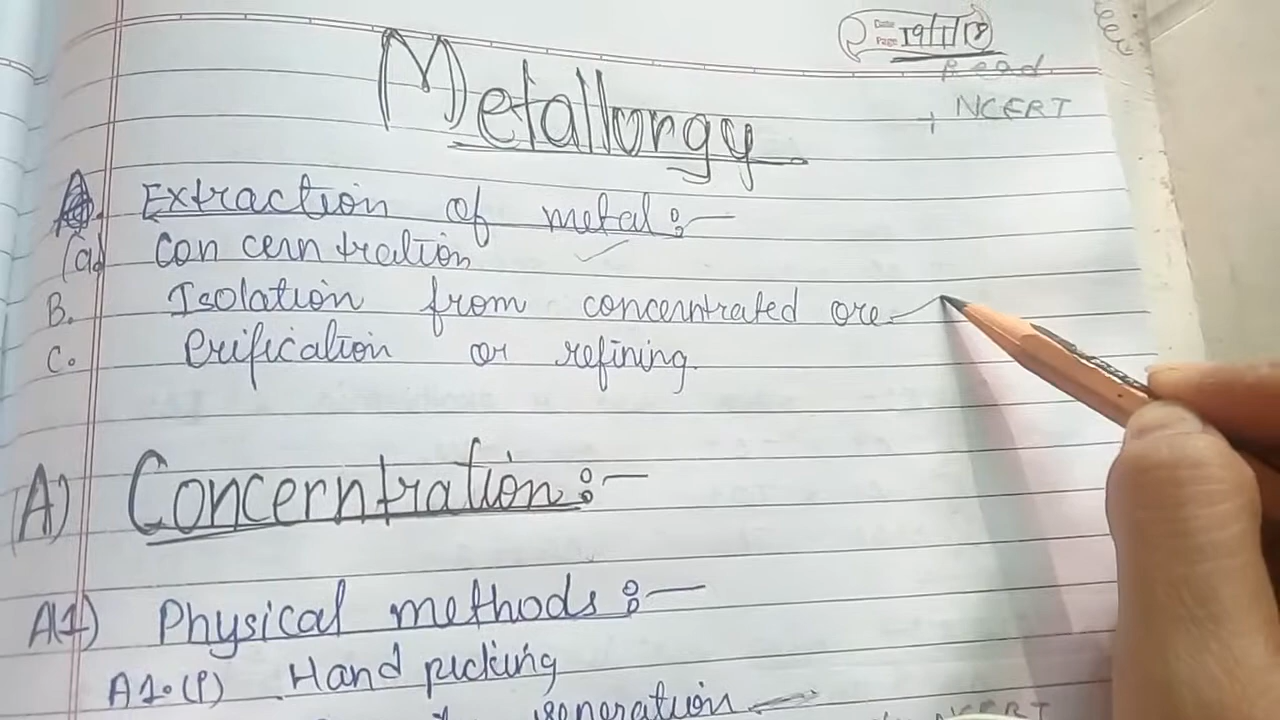 Date
Page 19/1/18
Read
+ NCERT
Metallurgy
Extraction of metal:-
(a) Concerntration
B. Isolation from concerntrated ore
C. Purification or refining.
(A) Concerntration:-
A1) Physical methods:-
A1.(P) Hand picking
NCERT